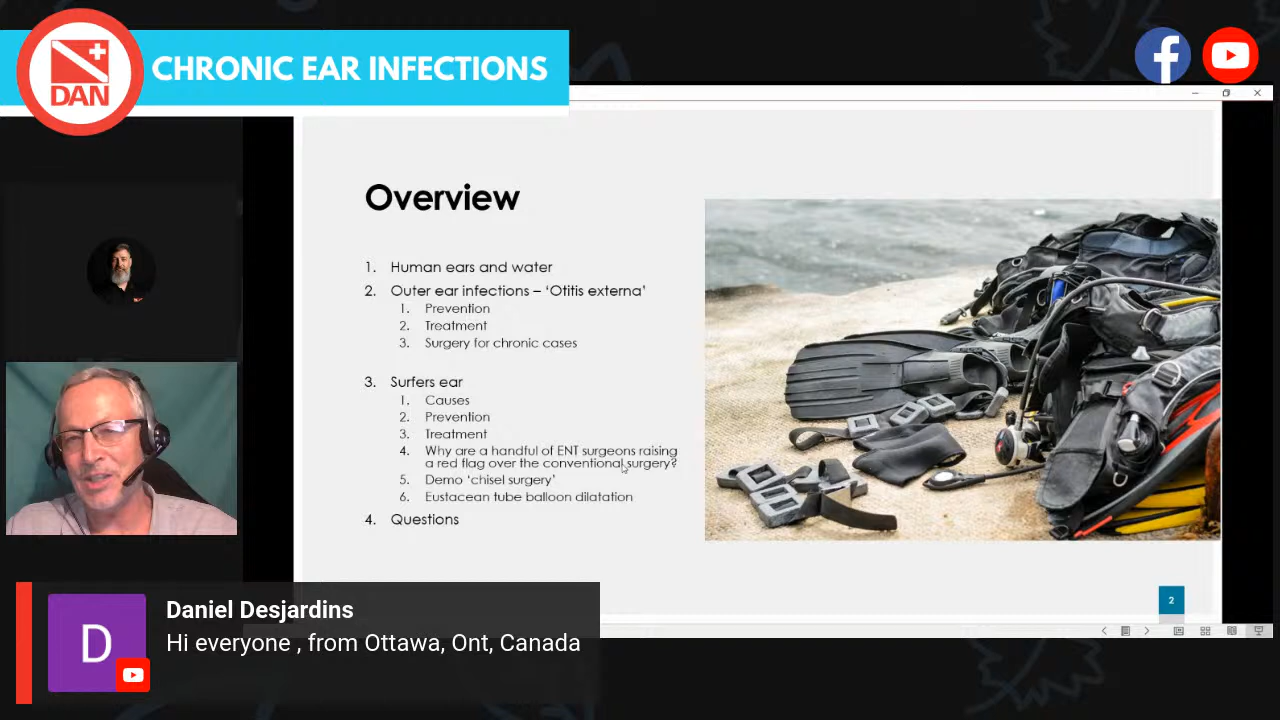 DAN
CHRONIC EAR INFECTIONS
Overview
1. Human ears and water
2. Outer ear infections – ‘Otitis externa’
1. Prevention
2. Treatment
3. Surgery for chronic cases
3. Surfers ear
1. Causes
2. Prevention
3. Treatment
4. Why are a handful of ENT surgeons raising
a red flag over the conventional surgery?
5. Demo ‘chisel surgery’
6. Eustacean tube balloon dilatation
4. Questions
2
D
Daniel Desjardins
Hi everyone , from Ottawa, Ont, Canada